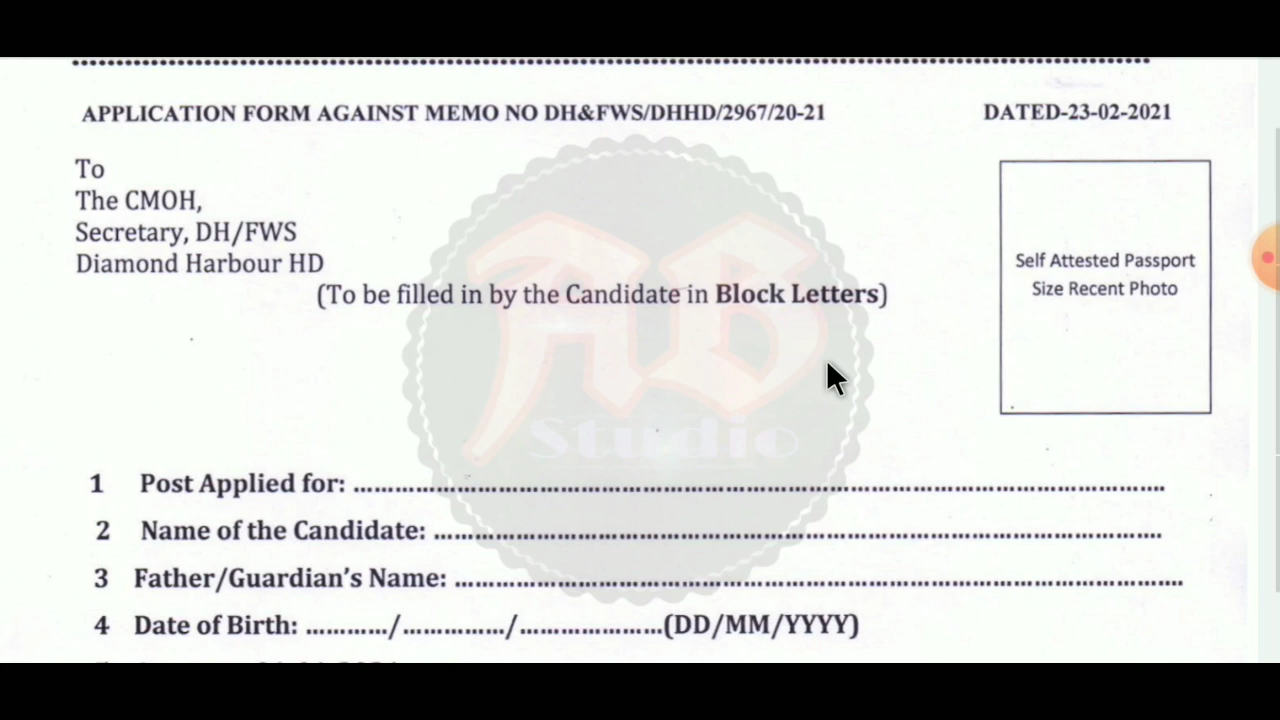 APPLICATION FORM AGAINST MEMO NO DH&FWS/DHHD/2967/20-21 DATED-23-02-2021
To
The CMOH,
Secretary, DH/FWS
Diamond Harbour HD
(To be filled in by the Candidate in Block Letters)
Self Attested Passport
Size Recent Photo
AB
Studio
1 Post Applied for: ................................................................
2 Name of the Candidate: ................................................................
3 Father/Guardian's Name: ................................................................
4 Date of Birth: ............/.............../.....................(DD/MM/YYYY)